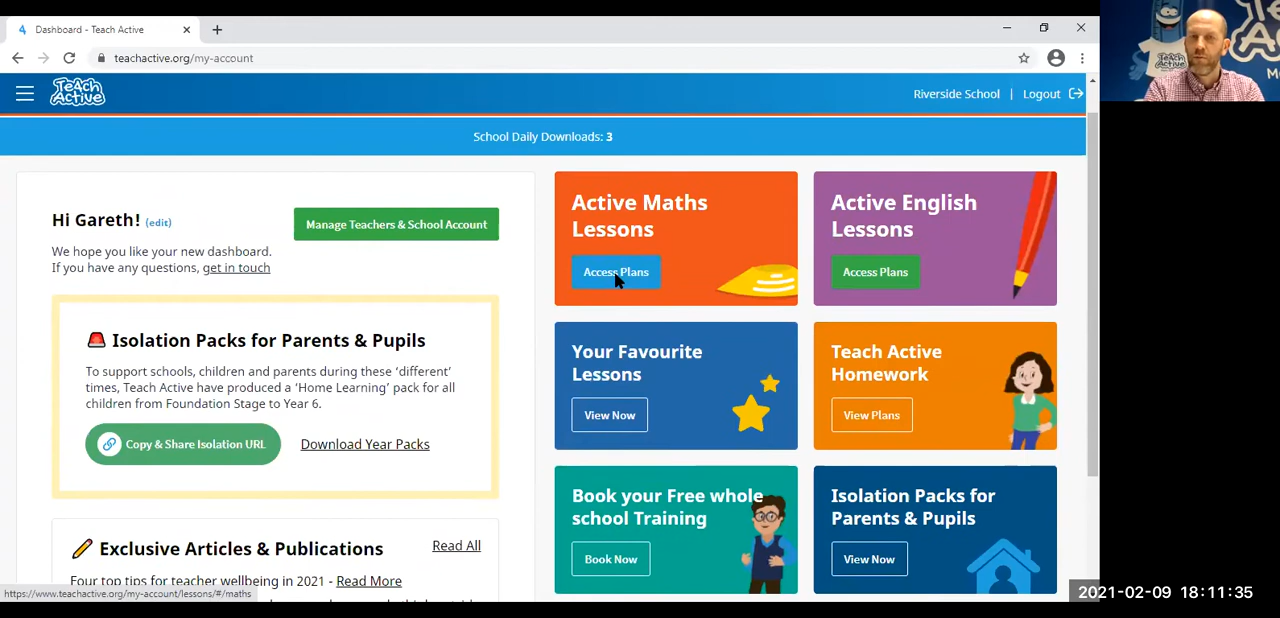 Dashboard - Teach Active
teachactive.org/my-account
TeAch
Active
Riverside School | Logout
School Daily Downloads: 3
Hi Gareth! (edit)
Manage Teachers & School Account
We hope you like your new dashboard.
If you have any questions, get in touch
Isolation Packs for Parents & Pupils
To support schools, children and parents during these ‘different’
times, Teach Active have produced a ‘Home Learning’ pack for all
children from Foundation Stage to Year 6.
Copy & Share Isolation URL
Download Year Packs
Exclusive Articles & Publications
Read All
Four top tips for teacher wellbeing in 2021 - Read More
https://www.teachactive.org/my-account/lessons/#/maths
Active Maths
Lessons
Access Plans
Active English
Lessons
Access Plans
Your Favourite
Lessons
View Now
Teach Active
Homework
View Plans
Book your Free whole
school Training
Book Now
Isolation Packs for
Parents & Pupils
View Now
2021-02-09 18:11:35